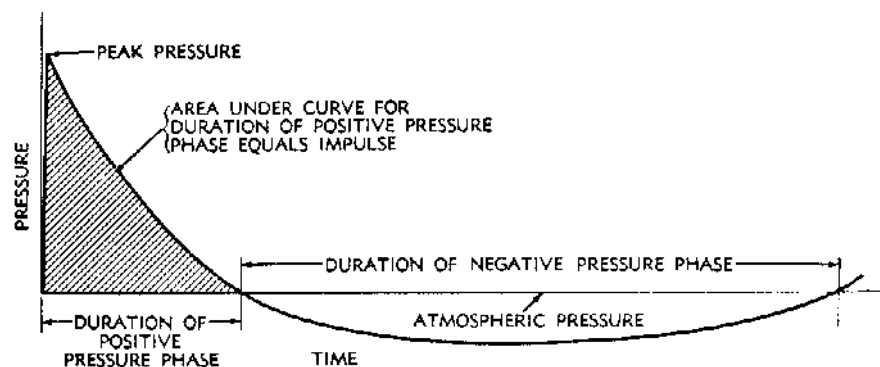 PEAK PRESSURE
AREA UNDER CURVE FOR
DURATION OF POSITIVE PRESSURE
PHASE EQUALS IMPULSE
PRESSURE
DURATION OF NEGATIVE PRESSURE PHASE
ATMOSPHERIC PRESSURE
DURATION OF
POSITIVE
PRESSURE PHASE
TIME